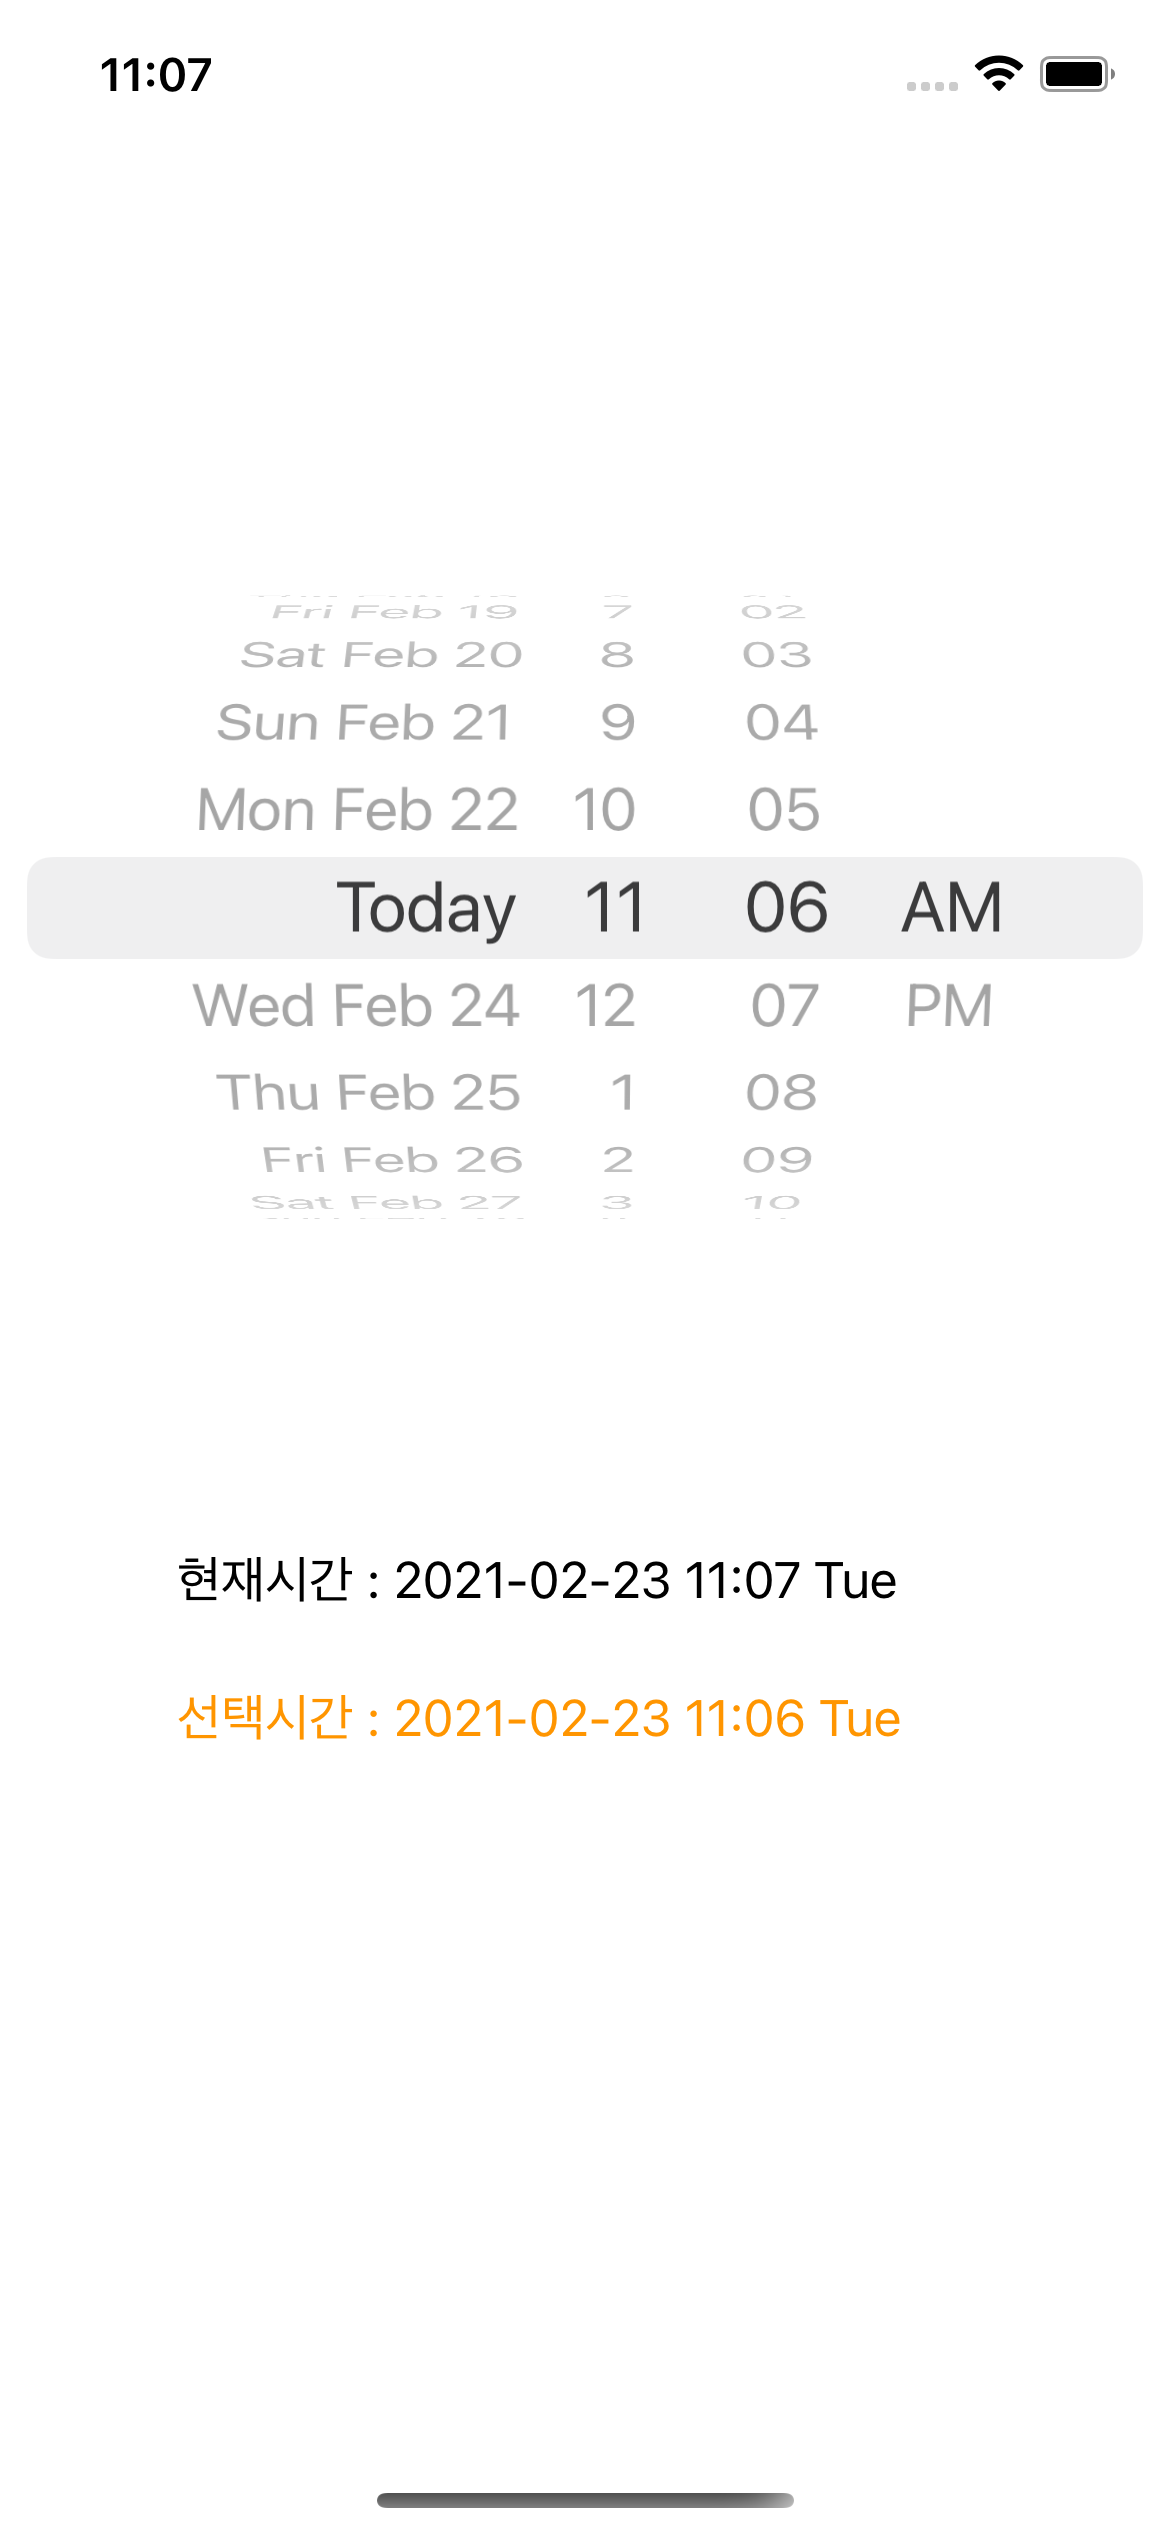 11:07
Fri Feb 19 7 02
Sat Feb 20 8 03
Sun Feb 21 9 04
Mon Feb 22 10 05
Today 11 06 AM
Wed Feb 24 12 07 PM
Thu Feb 25 1 08
Fri Feb 26 2 09
Sat Feb 27 3 10
현재시간 : 2021-02-23 11:07 Tue
선택시간 : 2021-02-23 11:06 Tue